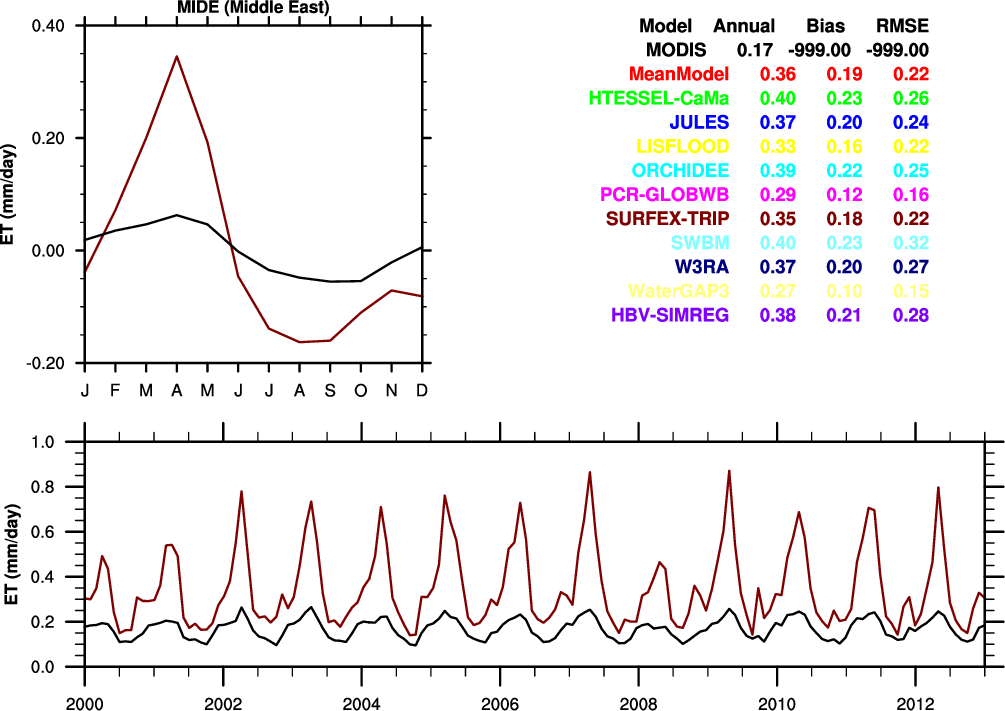 MIDE (Middle East)
0.40
0.20
0.00
-0.20
ET (mm/day)
J F M A M J J A S O N D
Model Annual Bias RMSE
MODIS 0.17 -999.00 -999.00
MeanModel 0.36 0.19 0.22
HTESSEL-CaMa 0.40 0.23 0.26
JULES 0.37 0.20 0.24
LISFLOOD 0.33 0.16 0.22
ORCHIDEE 0.39 0.22 0.25
PCR-GLOBWB 0.29 0.12 0.16
SURFEX-TRIP 0.35 0.18 0.22
SWBM 0.40 0.23 0.32
W3RA 0.37 0.20 0.27
WaterGAP3 0.27 0.10 0.15
HBV-SIMREG 0.38 0.21 0.28
1.0
0.8
0.6
0.4
0.2
0.0
ET (mm/day)
2000 2002 2004 2006 2008 2010 2012